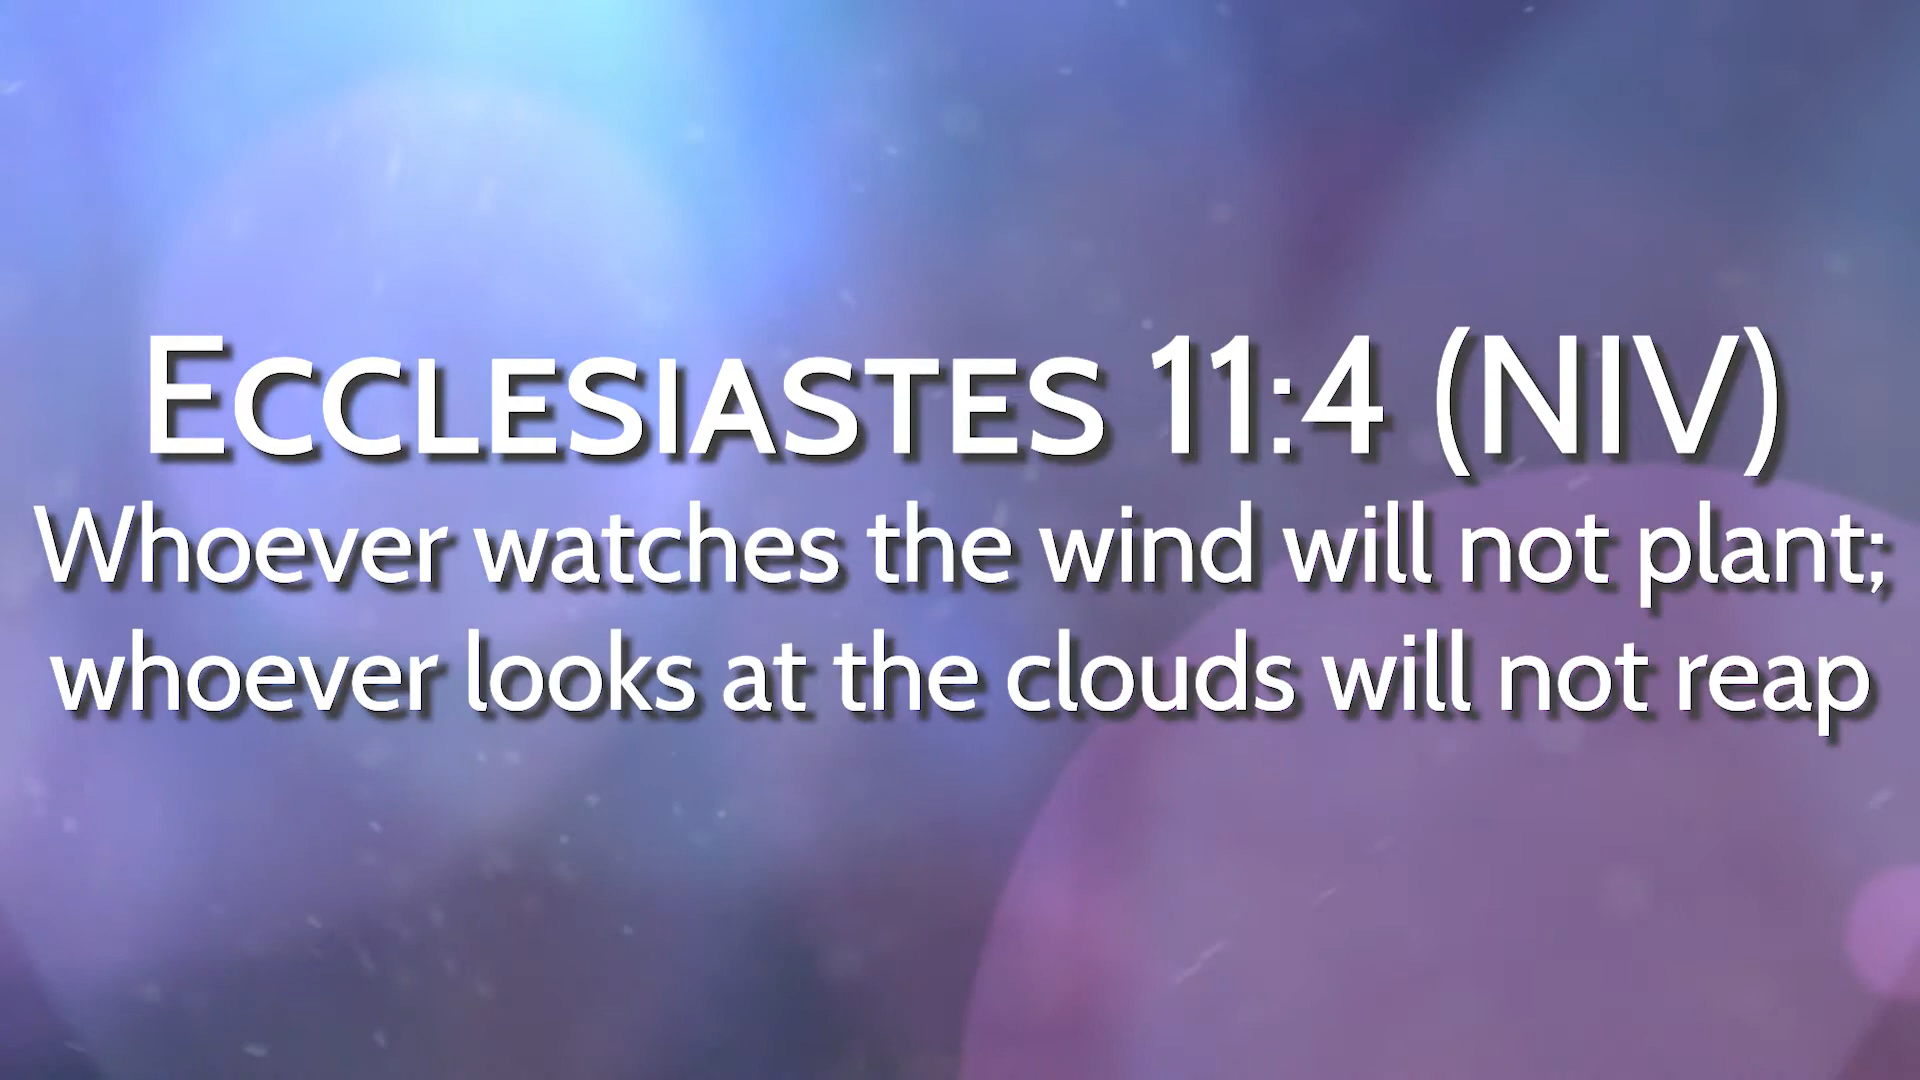 Ecclesiastes 11:4 (NIV)
Whoever watches the wind will not plant;
whoever looks at the clouds will not reap